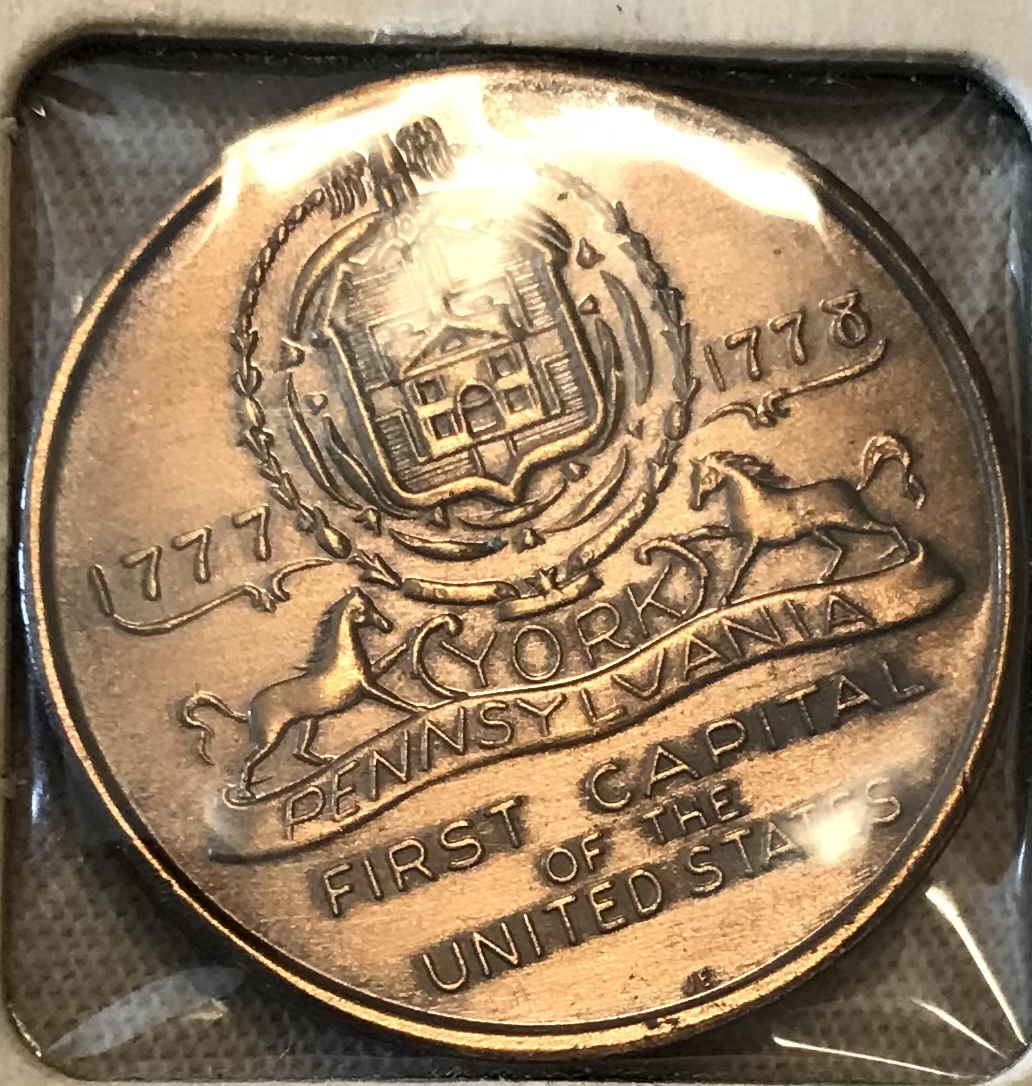 1777
1778
YORK
PENNSYLVANIA
FIRST CAPITAL
OF THE
UNITED STATES